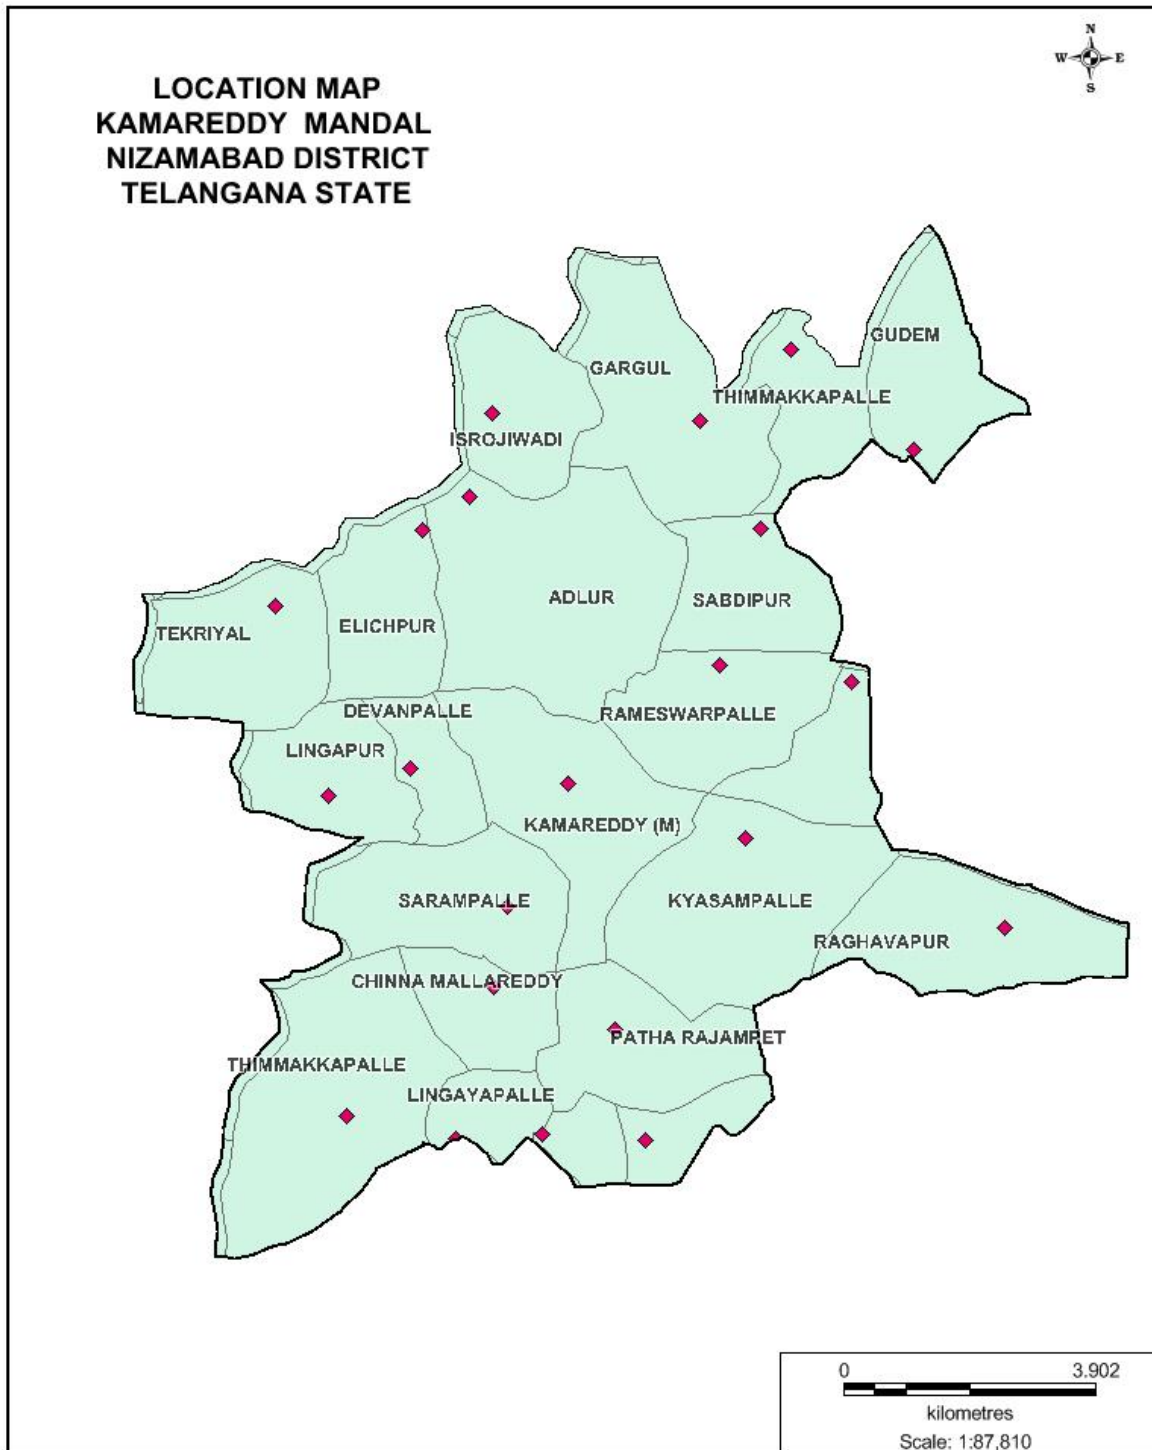 N
W E
S
LOCATION MAP
KAMAREDDY MANDAL
NIZAMABAD DISTRICT
TELANGANA STATE
GUDEM
GARGUL
THIMMAKKAPALLE
ISROJIWADI
ADLUR
SABDIPUR
ELICHPUR
TEKRIYAL
DEVANPALLE
RAMESWARPALLE
LINGAPUR
KAMAREDDY (M)
SARAMPALLE
KYASAMPALLE
RAGHAVAPUR
CHINNA MALLAREDDY
PATHA RAJAMPET
THIMMAKKAPALLE
LINGAYAPALLE
0 3.902
kilometres
Scale: 1:87,810